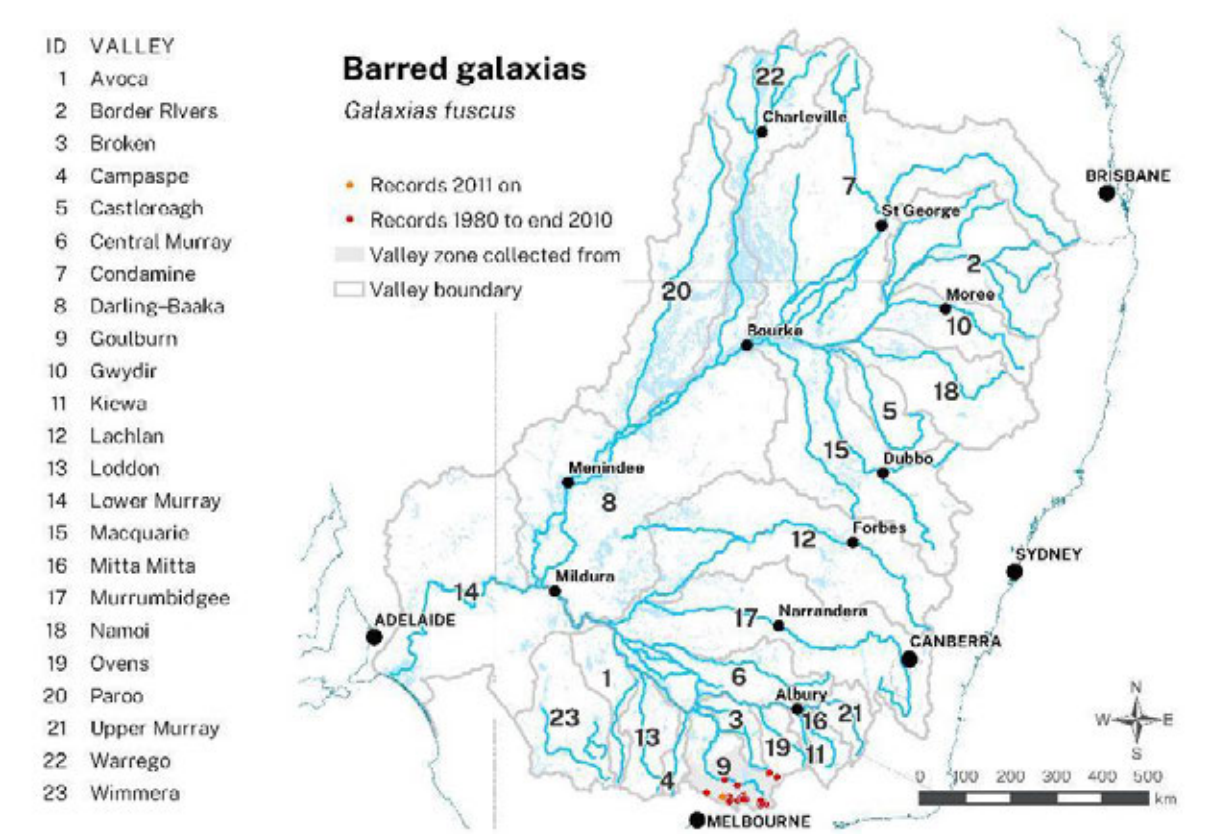 ID VALLEY
1 Avoca
2 Border RIvers
3 Broken
4 Campaspe
5 Castlereagh
6 Central Murray
7 Condamine
8 Darling–Baaka
9 Goulburn
10 Gwydir
11 Kiewa
12 Lachlan
13 Loddon
14 Lower Murray
15 Macquarie
16 Mitta Mitta
17 Murrumbidgee
18 Namoi
19 Ovens
20 Paroo
21 Upper Murray
22 Warrego
23 Wimmera
Barred galaxias
Galaxias fuscus
Records 2011 on
Records 1980 to end 2010
Valley zone collected from
Valley boundary
22
Charleville
BRISBANE
7
St George
2
20
Moree
10
Bourke
18
5
15
Dubbo
Menindee
8
Forbes
12
SYDNEY
Mildura
14
17 Narrandera
ADELAIDE
CANBERRA
1
6
Albury
23
3
16
21
13
19
11
9
4
MELBOURNE
N
W E
S
0 100 200 300 400 500
km